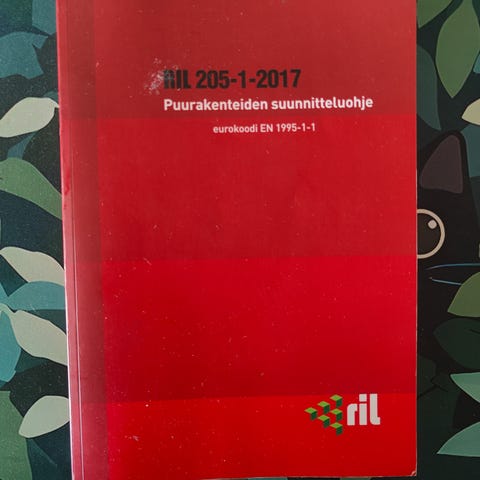 RIL 205-1-2017
Puurakenteiden suunnitteluohje
eurokoodi EN 1995-1-1
ril